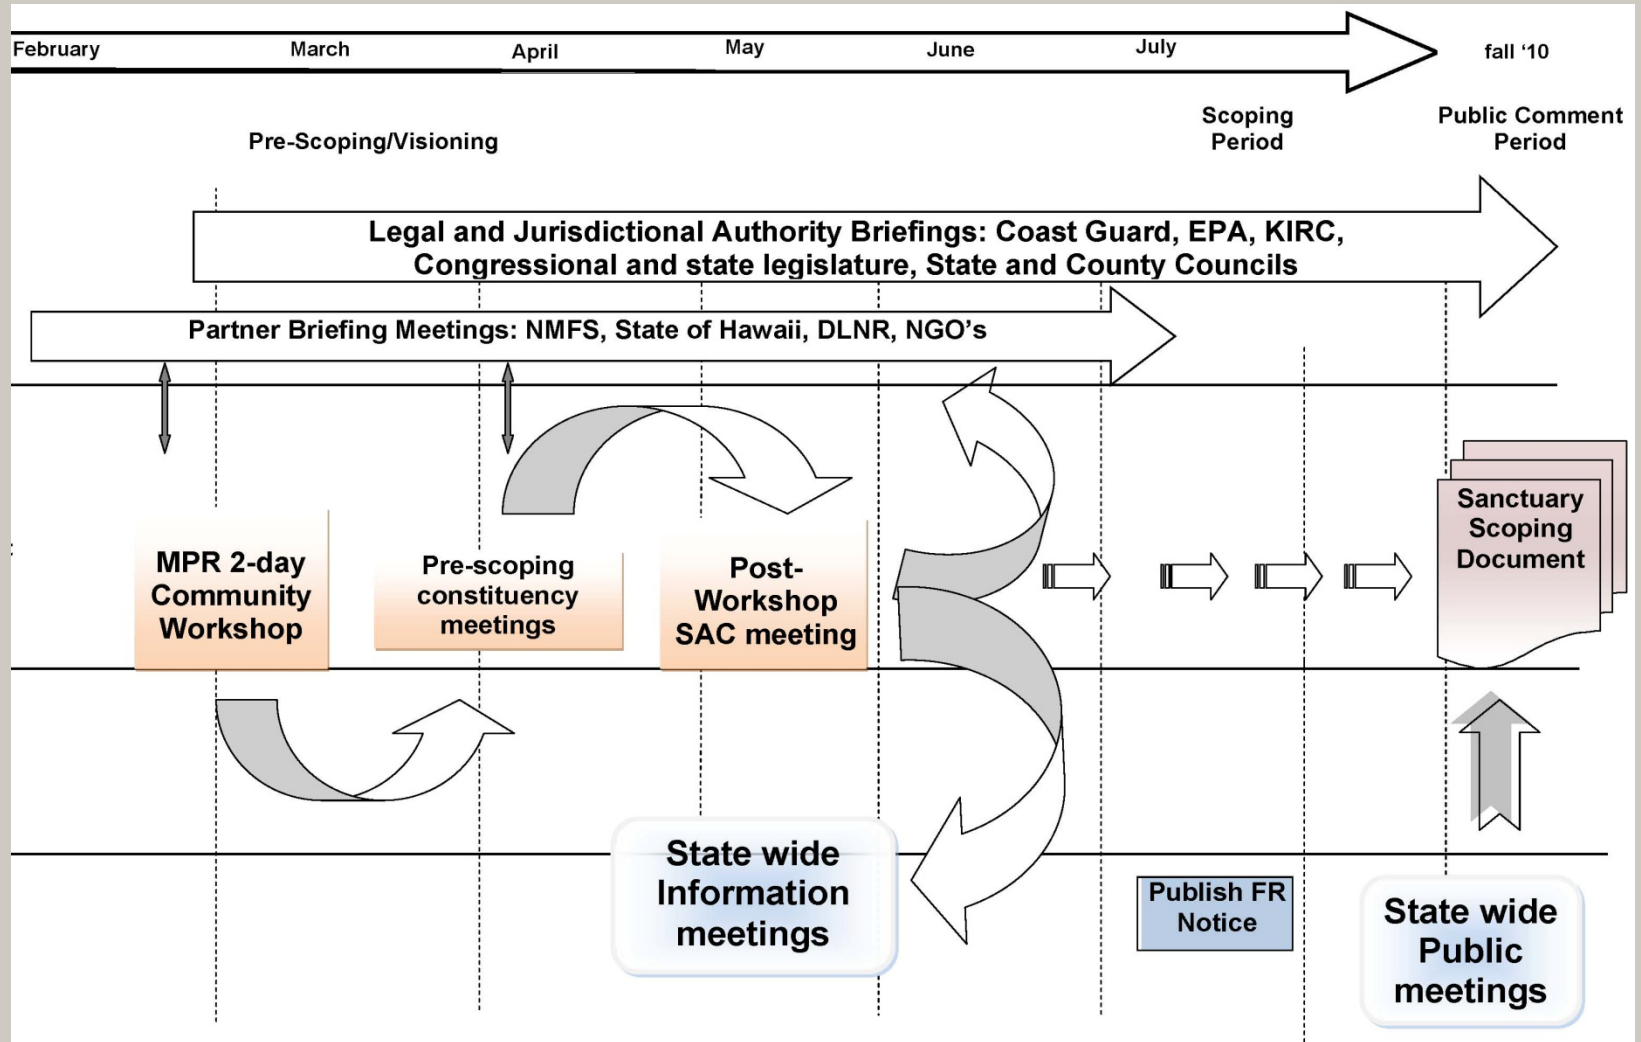 February March April May June July fall ‘10
Pre-Scoping/Visioning
Scoping
Period
Public Comment
Period
Legal and Jurisdictional Authority Briefings: Coast Guard, EPA, KIRC,
Congressional and state legislature, State and County Councils
Partner Briefing Meetings: NMFS, State of Hawaii, DLNR, NGO’s
MPR 2-day
Community
Workshop
Pre-scoping
constituency
meetings
Post-
Workshop
SAC meeting
Sanctuary
Scoping
Document
State wide
Information
meetings
Publish FR
Notice
State wide
Public
meetings